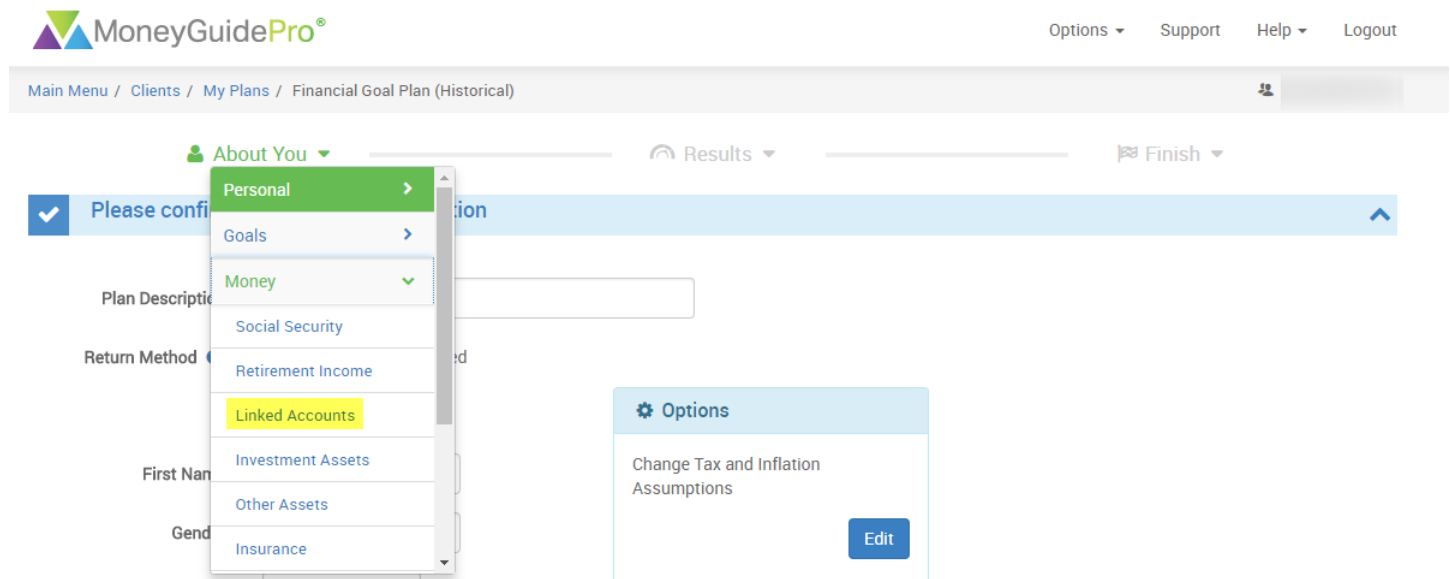 MoneyGuidePro®
Options Support Help Logout
Main Menu / Clients / My Plans / Financial Goal Plan (Historical)
About You Results Finish
Personal
Please confi tion
Goals
Money
Plan Descriptio
Social Security
Return Method ed
Retirement Income
Linked Accounts
Options
Investment Assets
First Nam
Change Tax and Inflation
Assumptions
Other Assets
Gend
Edit
Insurance